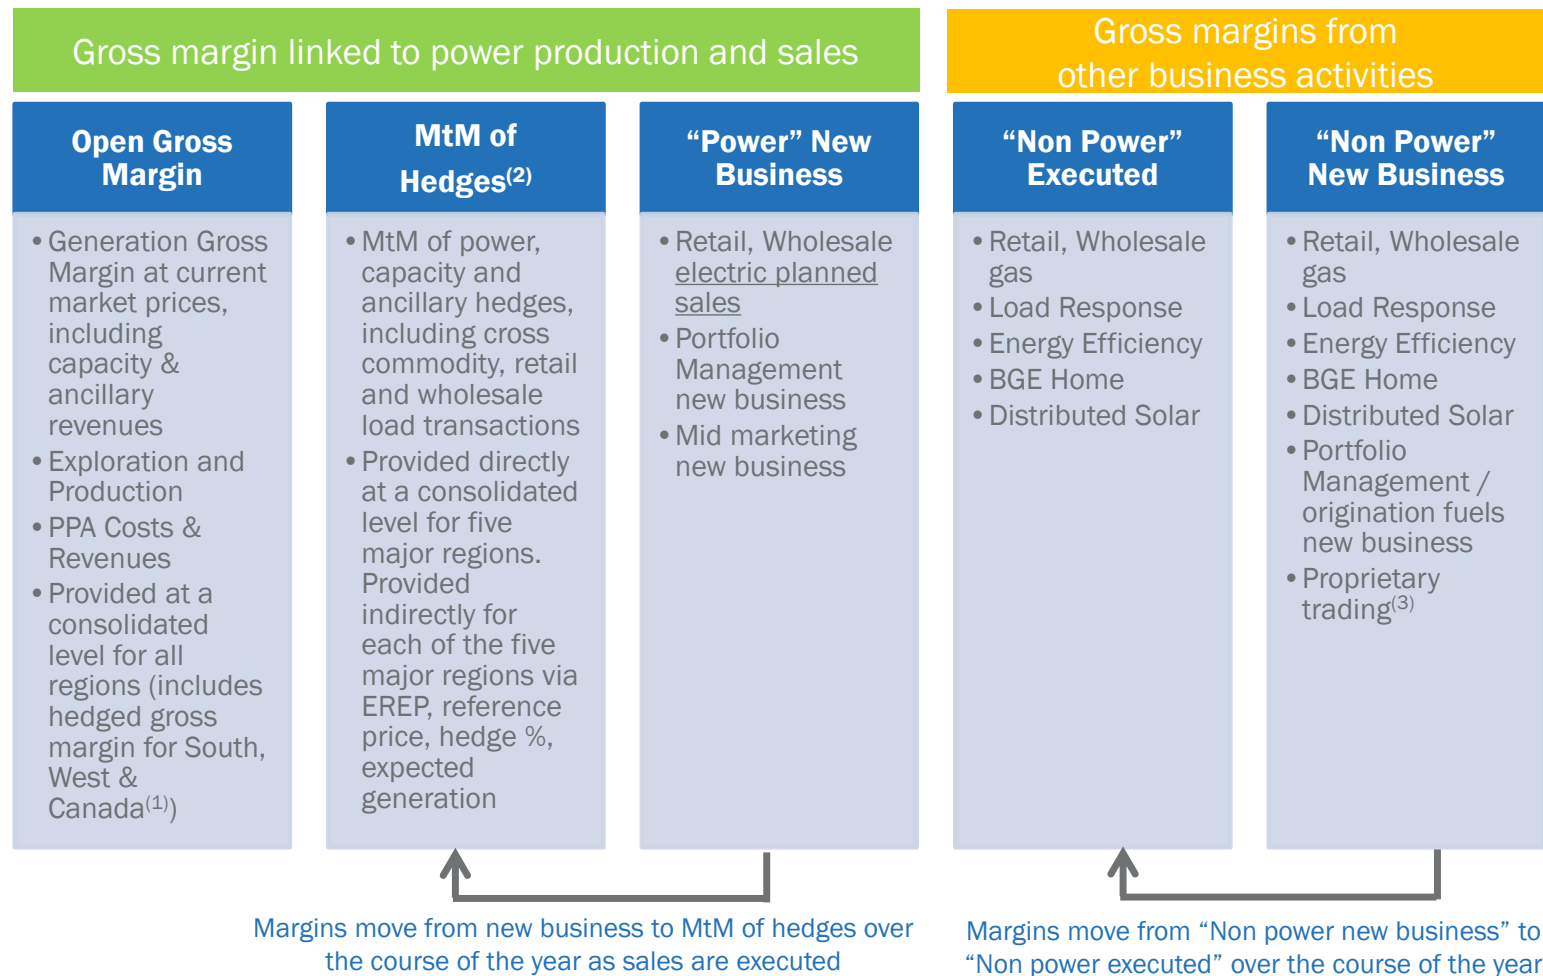 Gross margin linked to power production and sales
Gross margins from
other business activities
Open Gross
Margin
• Generation Gross
Margin at current
market prices,
including
capacity &
ancillary
revenues
• Exploration and
Production
• PPA Costs &
Revenues
• Provided at a
consolidated
level for all
regions (includes
hedged gross
margin for South,
West &
Canada(1))
MtM of
Hedges(2)
• MtM of power,
capacity and
ancillary hedges,
including cross
commodity, retail
and wholesale
load transactions
• Provided directly
at a consolidated
level for five
major regions.
Provided
indirectly for
each of the five
major regions via
EREP, reference
price, hedge %,
expected
generation
“Power” New
Business
• Retail, Wholesale
electric planned
sales
• Portfolio
Management
new business
• Mid marketing
new business
“Non Power”
Executed
• Retail, Wholesale
gas
• Load Response
• Energy Efficiency
• BGE Home
• Distributed Solar
“Non Power”
New Business
• Retail, Wholesale
gas
• Load Response
• Energy Efficiency
• BGE Home
• Distributed Solar
• Portfolio
Management /
origination fuels
new business
• Proprietary
trading(3)
Margins move from new business to MtM of hedges over
the course of the year as sales are executed
Margins move from “Non power new business” to
“Non power executed” over the course of the year